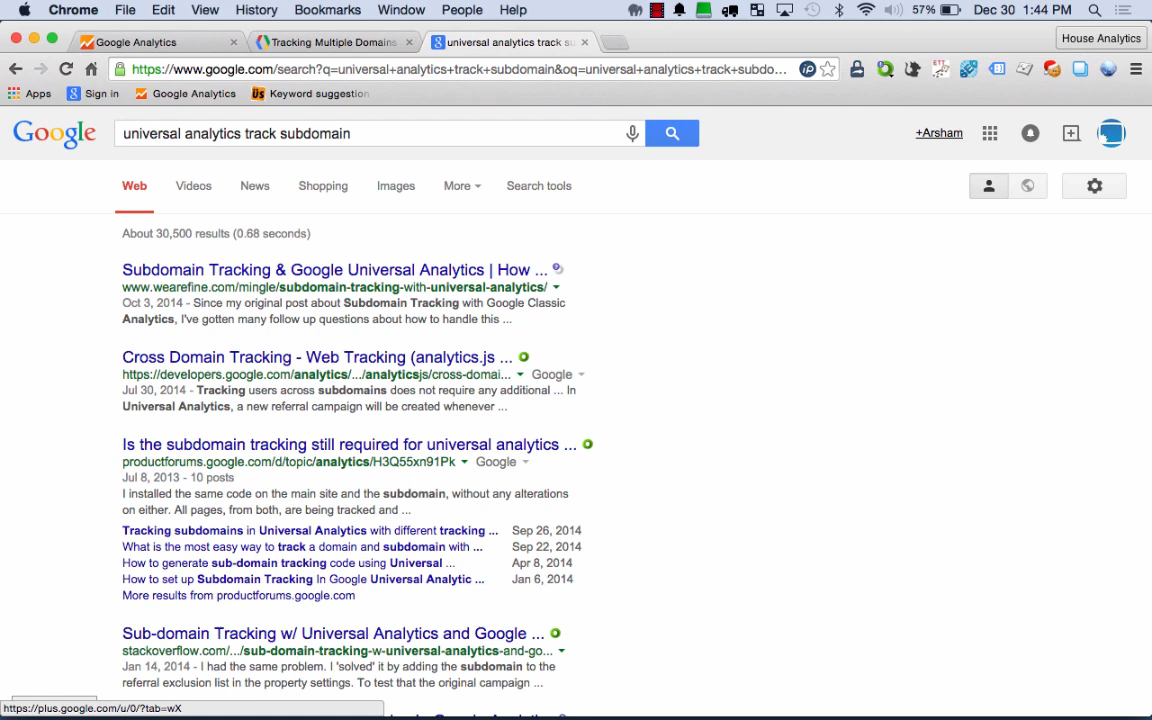 Chrome File Edit View History Bookmarks Window People Help 57% Dec 30 1:44 PM
Google Analytics × Tracking Multiple Domains × universal analytics track su × House Analytics
https://www.google.com/search?q=universal+analytics+track+subdomain&oq=universal+analytics+track+subdo...
Apps Sign in Google Analytics Keyword suggestion
Google universal analytics track subdomain +Arsham
Web Videos News Shopping Images More Search tools
About 30,500 results (0.68 seconds)
Subdomain Tracking & Google Universal Analytics | How ...
www.wearefine.com/mingle/subdomain-tracking-with-universal-analytics/
Oct 3, 2014 - Since my original post about Subdomain Tracking with Google Classic
Analytics, I've gotten many follow up questions about how to handle this ...
Cross Domain Tracking - Web Tracking (analytics.js ...
https://developers.google.com/analytics/.../analyticsjs/cross-domai... Google
Jul 30, 2014 - Tracking users across subdomains does not require any additional ... In
Universal Analytics, a new referral campaign will be created whenever ...
Is the subdomain tracking still required for universal analytics ...
productforums.google.com/d/topic/analytics/H3Q55xn91Pk Google
Jul 8, 2013 - 10 posts
I installed the same code on the main site and the subdomain, without any alterations
on either. All pages, from both, are being tracked and ...
Tracking subdomains in Universal Analytics with different tracking ... Sep 26, 2014
What is the most easy way to track a domain and subdomain with ... Sep 22, 2014
How to generate sub-domain tracking code using Universal ... Apr 8, 2014
How to set up Subdomain Tracking In Google Universal Analytic ... Jan 6, 2014
More results from productforums.google.com
Sub-domain Tracking w/ Universal Analytics and Google ...
stackoverflow.com/.../sub-domain-tracking-w-universal-analytics-and-go...
Jan 14, 2014 - I had the same problem. I 'solved' it by adding the subdomain to the
referral exclusion list in the property settings. To test that the original campaign ...
https://plus.google.com/u/0/?tab=wX